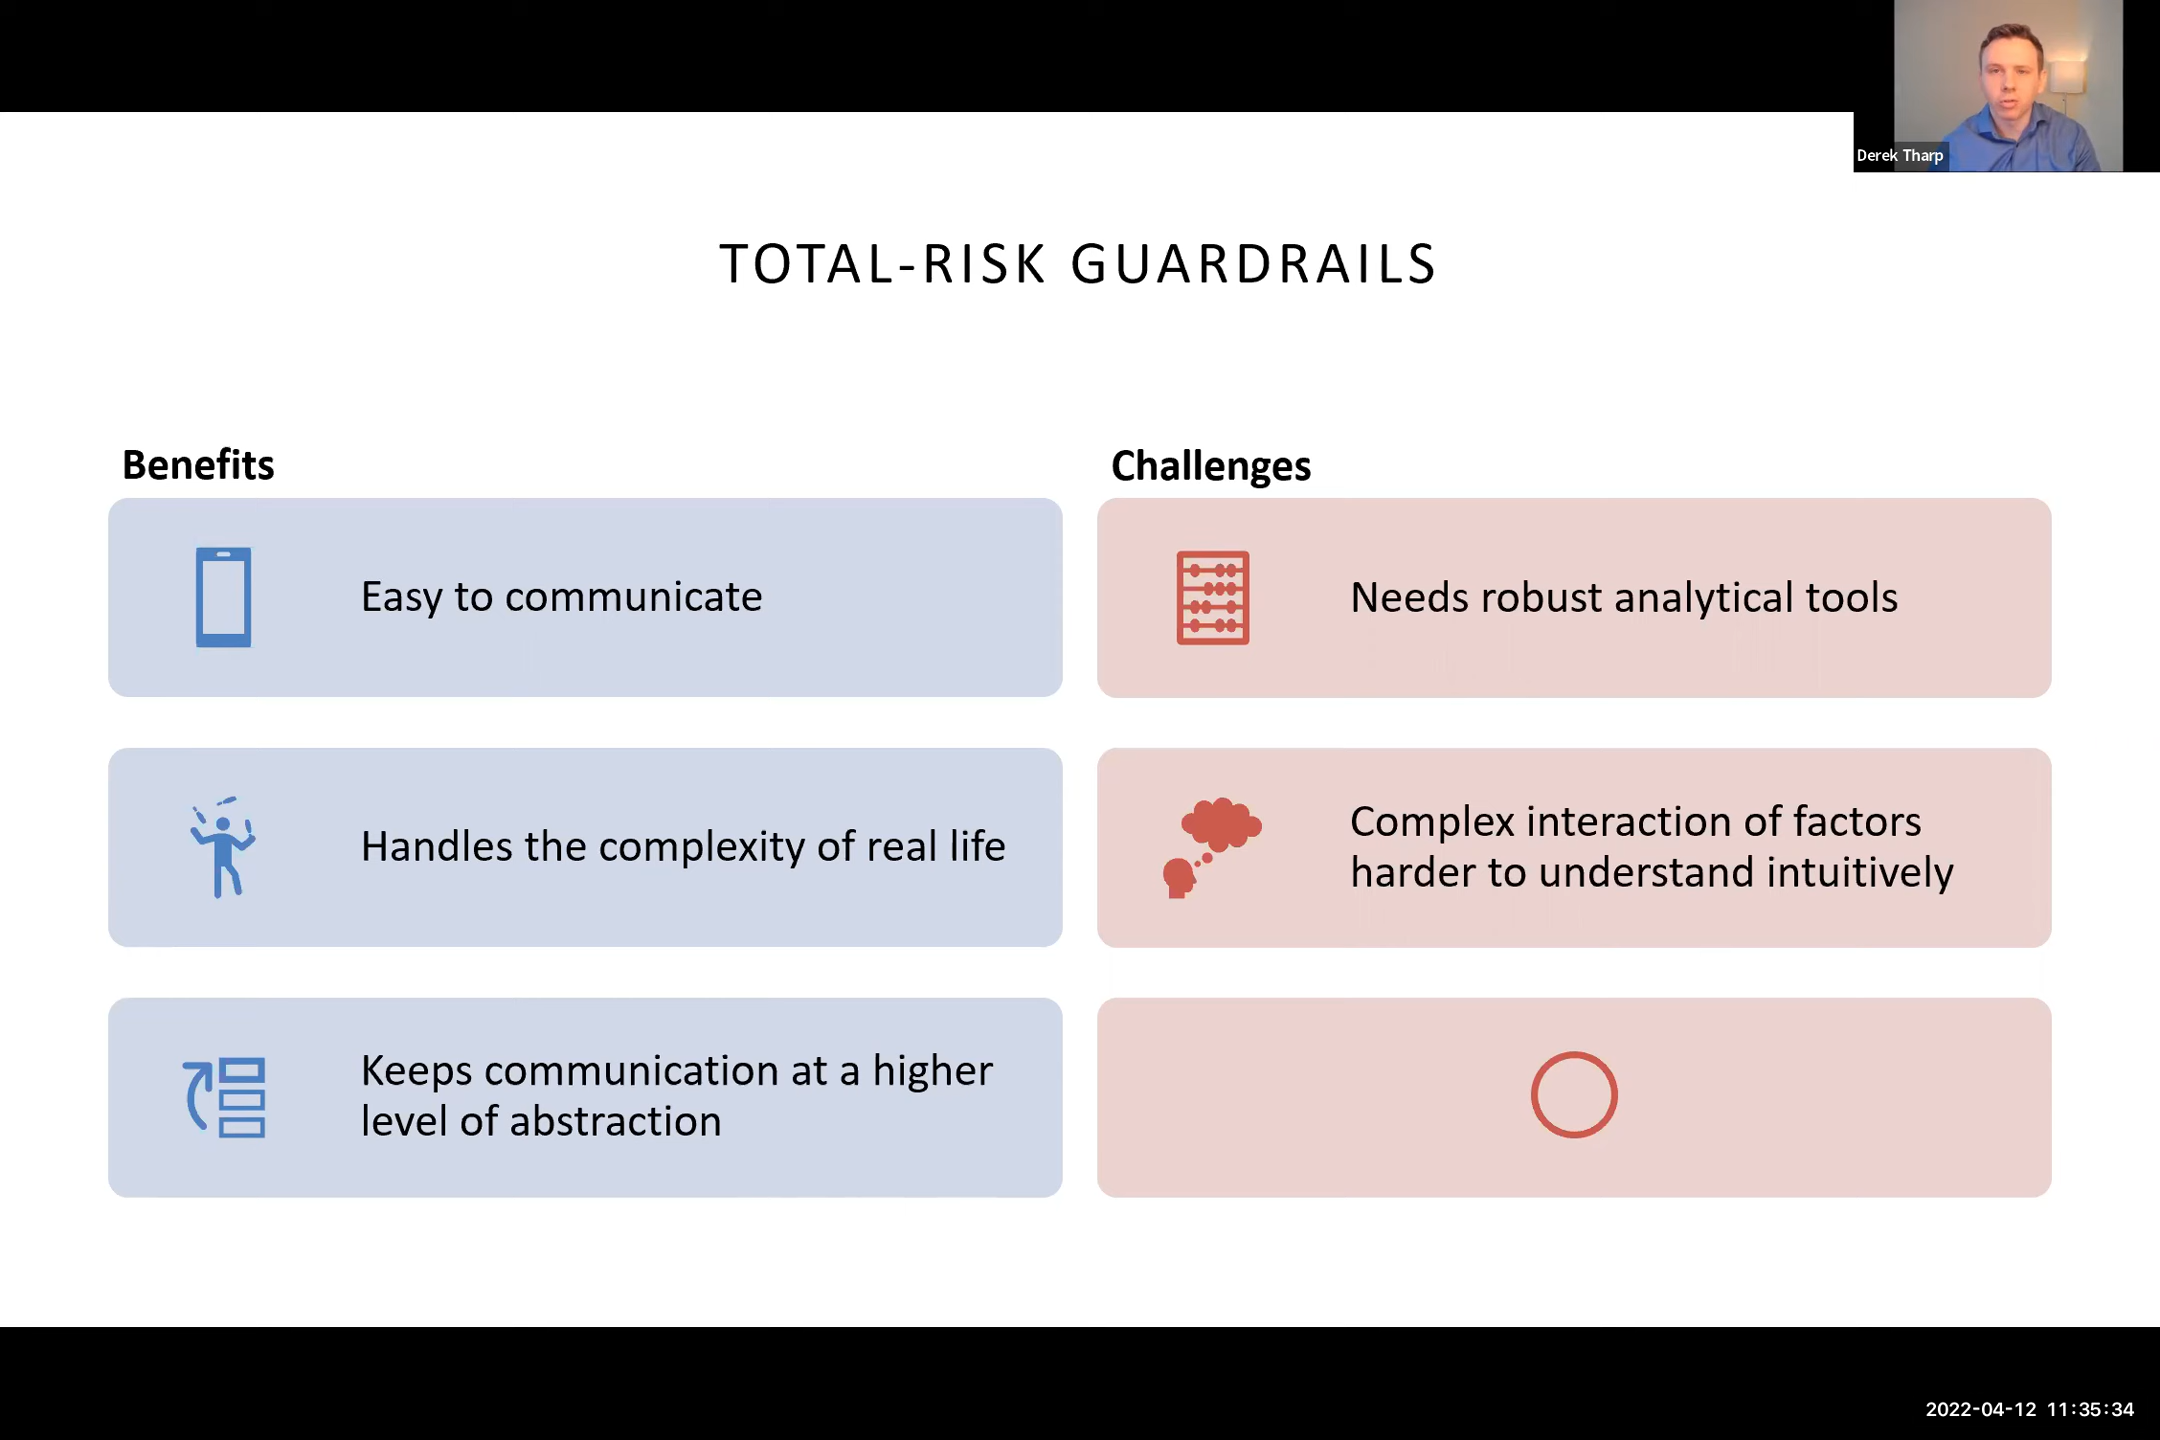 Derek Tharp
TOTAL-RISK GUARDRAILS
Benefits
Easy to communicate
Handles the complexity of real life
Keeps communication at a higher
level of abstraction
Challenges
Needs robust analytical tools
Complex interaction of factors
harder to understand intuitively
2022-04-12 11:35:34